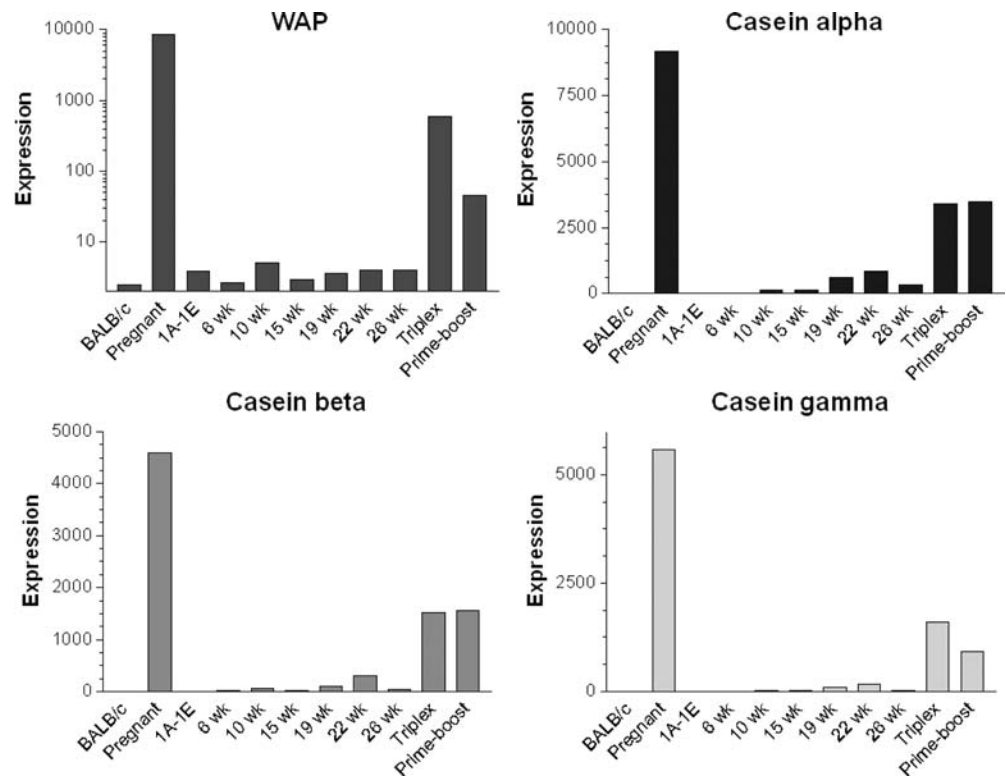 WAP
Expression
10000
1000
100
10
BALB/c
Pregnant
1A-1E
6 wk
10 wk
15 wk
19 wk
22 wk
26 wk
Triplex
Prime-boost
Casein alpha
Expression
10000
7500
5000
2500
0
BALB/c
Pregnant
1A-1E
6 wk
10 wk
15 wk
19 wk
22 wk
26 wk
Triplex
Prime-boost
Casein beta
Expression
5000
4000
3000
2000
1000
0
BALB/c
Pregnant
1A-1E
6 wk
10 wk
15 wk
19 wk
22 wk
26 wk
Triplex
Prime-boost
Casein gamma
Expression
5000
2500
0
BALB/c
Pregnant
1A-1E
6 wk
10 wk
15 wk
19 wk
22 wk
26 wk
Triplex
Prime-boost